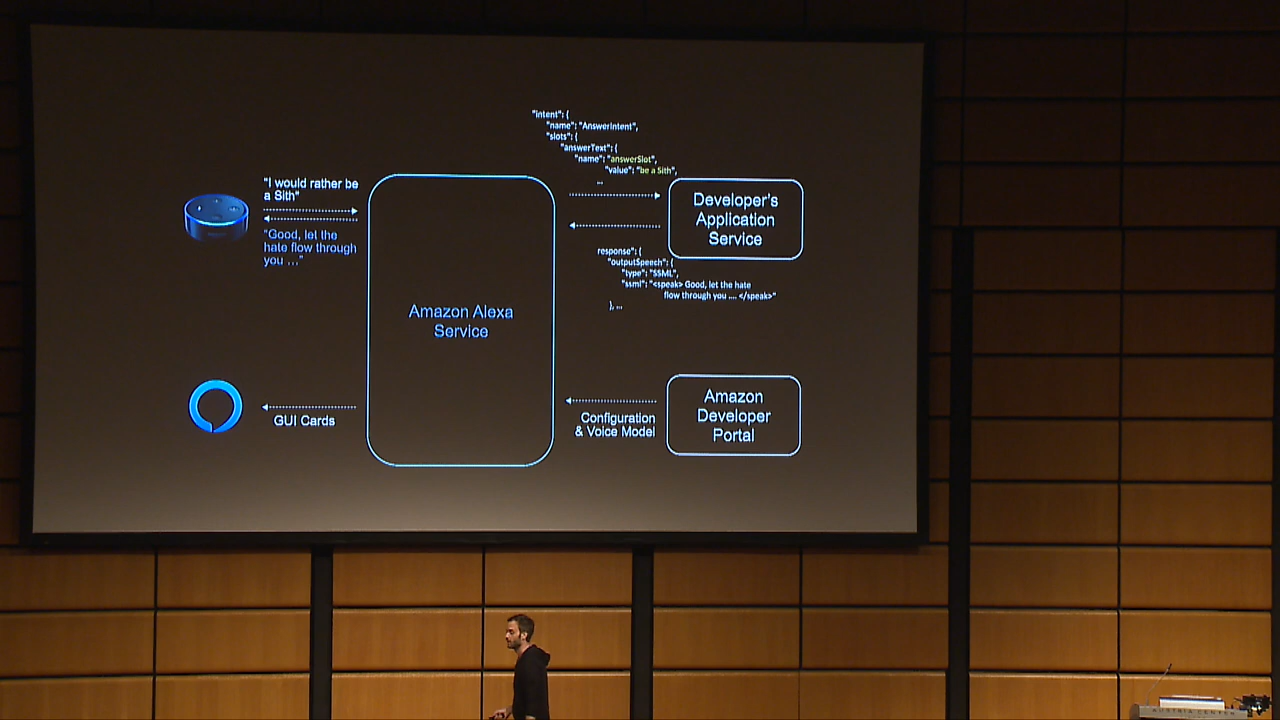 "intent": {
"name": "AnswerIntent",
"slots": {
"answerText": {
"name": "answerSlot",
"value": "be a Sith",
...
"I would rather be
a Sith"
"Good, let the
hate flow through
you ..."
Amazon Alexa
Service
Developer's
Application
Service
response": {
"outputSpeech": {
"type": "SSML",
"ssml": "<speak> Good, let the hate
flow through you .... </speak>"
}, ...
GUI Cards
Configuration
& Voice Model
Amazon
Developer
Portal
AUSTRIA CENTER